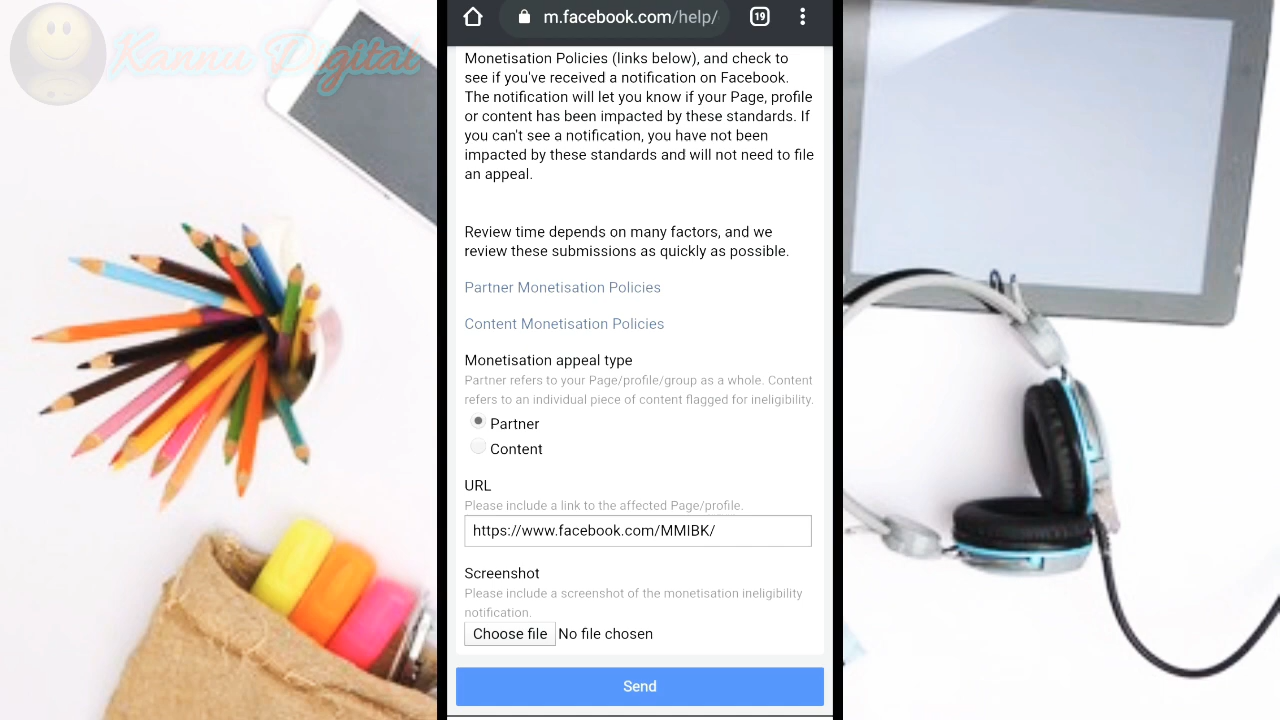 Kannu Digital
m.facebook.com/help/
19
Monetisation Policies (links below), and check to
see if you've received a notification on Facebook.
The notification will let you know if your Page, profile
or content has been impacted by these standards. If
you can't see a notification, you have not been
impacted by these standards and will not need to file
an appeal.
Review time depends on many factors, and we
review these submissions as quickly as possible.
Partner Monetisation Policies
Content Monetisation Policies
Monetisation appeal type
Partner refers to your Page/profile/group as a whole. Content
refers to an individual piece of content flagged for ineligibility.
Partner
Content
URL
Please include a link to the affected Page/profile.
https://www.facebook.com/MMIBK/
Screenshot
Please include a screenshot of the monetisation ineligibility
notification.
Choose file No file chosen
Send